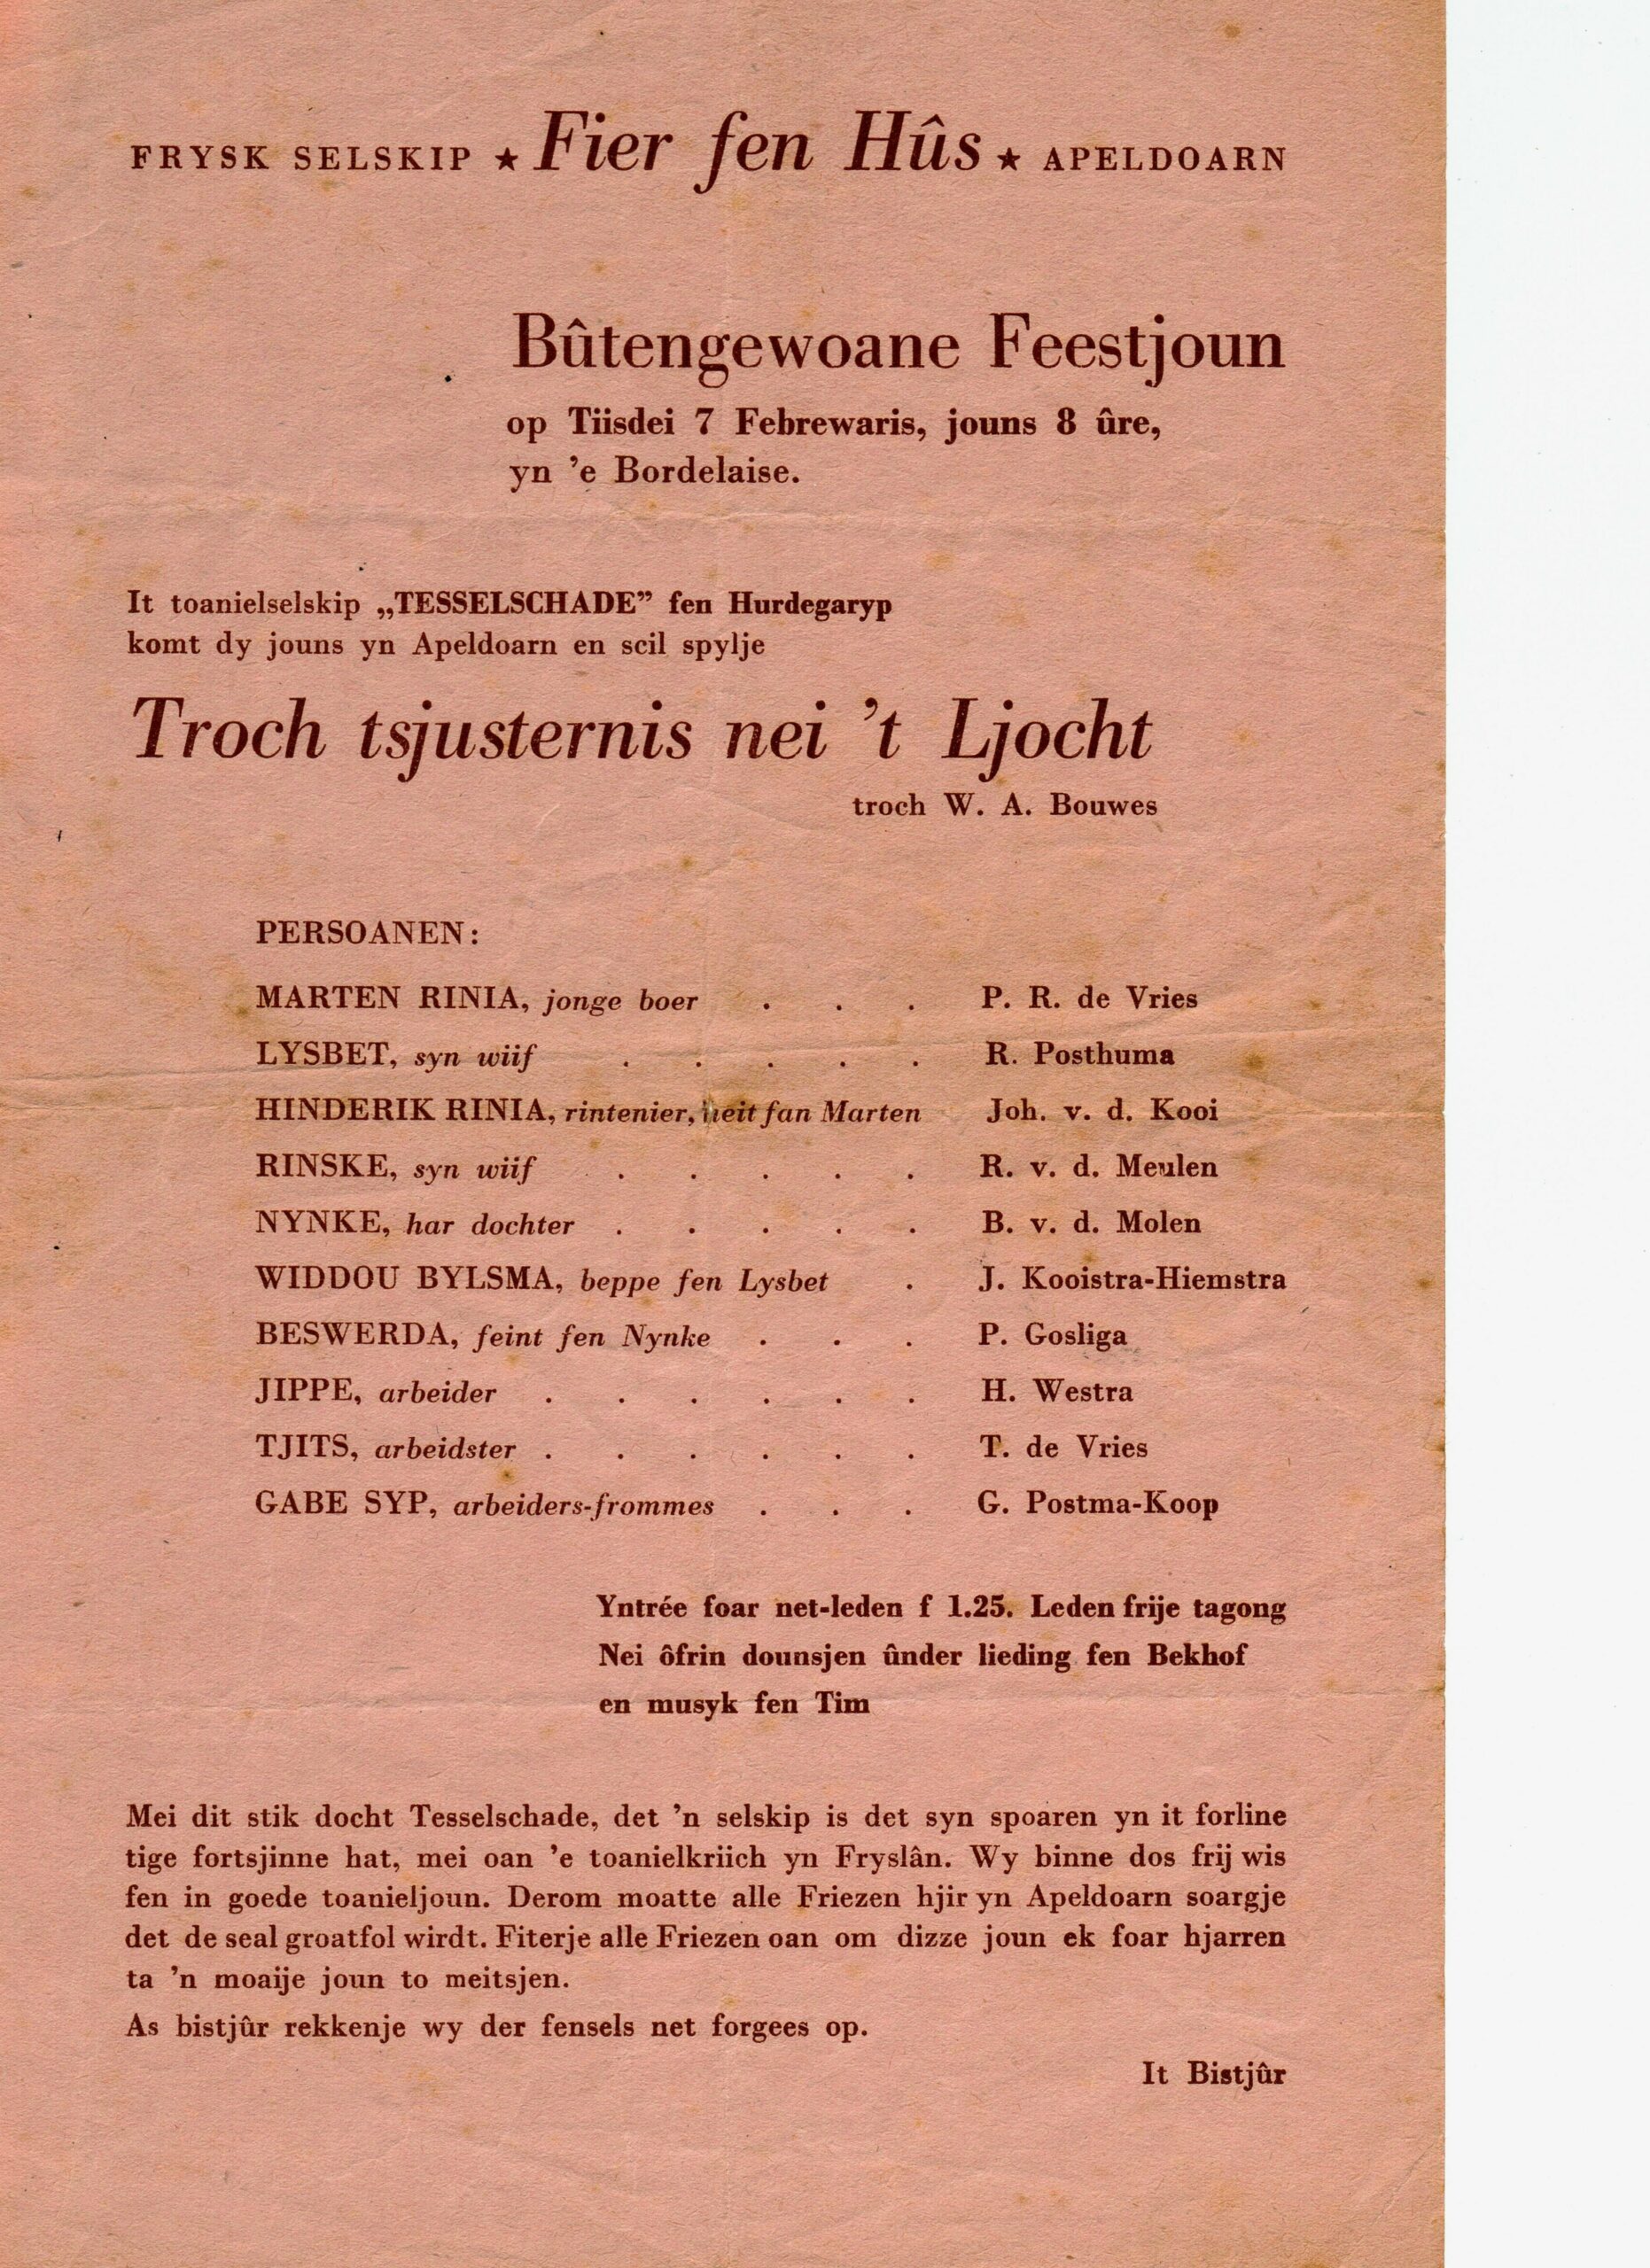 FRYSK SELSKIP ★ Fier fen Hûs ★ APELDOARN
Bûtengewoane Feestjoun
op Tiisdei 7 Febrewaris, jouns 8 ûre,
yn 'e Bordelaise.
It toanielselskip „TESSELSCHADE” fen Hurdegaryp
komt dy jouns yn Apeldoarn en scil spylje
Troch tsjusternis nei 't Ljocht
troch W. A. Bouwes
PERSOANEN:
MARTEN RINIA, jonge boer . . . P. R. de Vries
LYSBET, syn wiif . . . . . R. Posthuma
HINDERIK RINIA, rintenier, heit fan Marten Joh. v. d. Kooi
RINSKE, syn wiif . . . . . R. v. d. Meulen
NYNKE, har dochter . . . . . B. v. d. Molen
WIDDOU BYLSMA, beppe fen Lysbet . J. Kooistra-Hiemstra
BESWERDA, feint fen Nynke . . . P. Gosliga
JIPPE, arbeider . . . . . . H. Westra
TJITS, arbeidster . . . . . . T. de Vries
GABE SYP, arbeiders-frommes . . . G. Postma-Koop
Yntrée foar net-leden f 1.25. Leden frije tagong
Nei ôfrin dounsjen ûnder lieding fen Bekhof
en musyk fen Tim
Mei dit stik docht Tesselschade, det 'n selskip is det syn spoaren yn it forline
tige fortsjinne hat, mei oan 'e toanielkriich yn Fryslân. Wy binne dos frij wis
fen in goede toanieljoun. Derom moatte alle Friezen hjir yn Apeldoarn soargje
det de seal groatfol wirdt. Fiterje alle Friezen oan om dizze joun ek foar hjarren
ta 'n moaije joun to meitsjen.
As bistjûr rekkenje wy der fensels net forgees op.
It Bistjûr